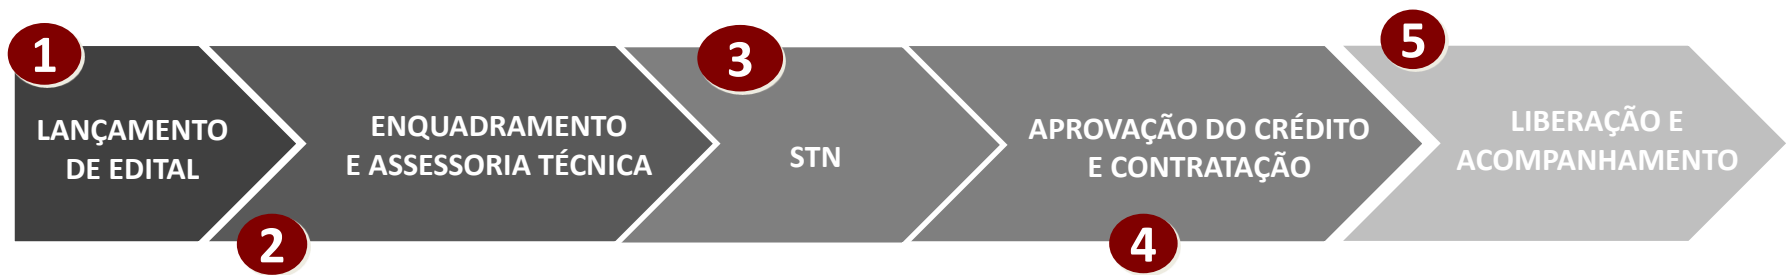 1
LANÇAMENTO
DE EDITAL
2
ENQUADRAMENTO
E ASSESSORIA TÉCNICA
3
STN
4
APROVAÇÃO DO CRÉDITO
E CONTRATAÇÃO
5
LIBERAÇÃO E
ACOMPANHAMENTO